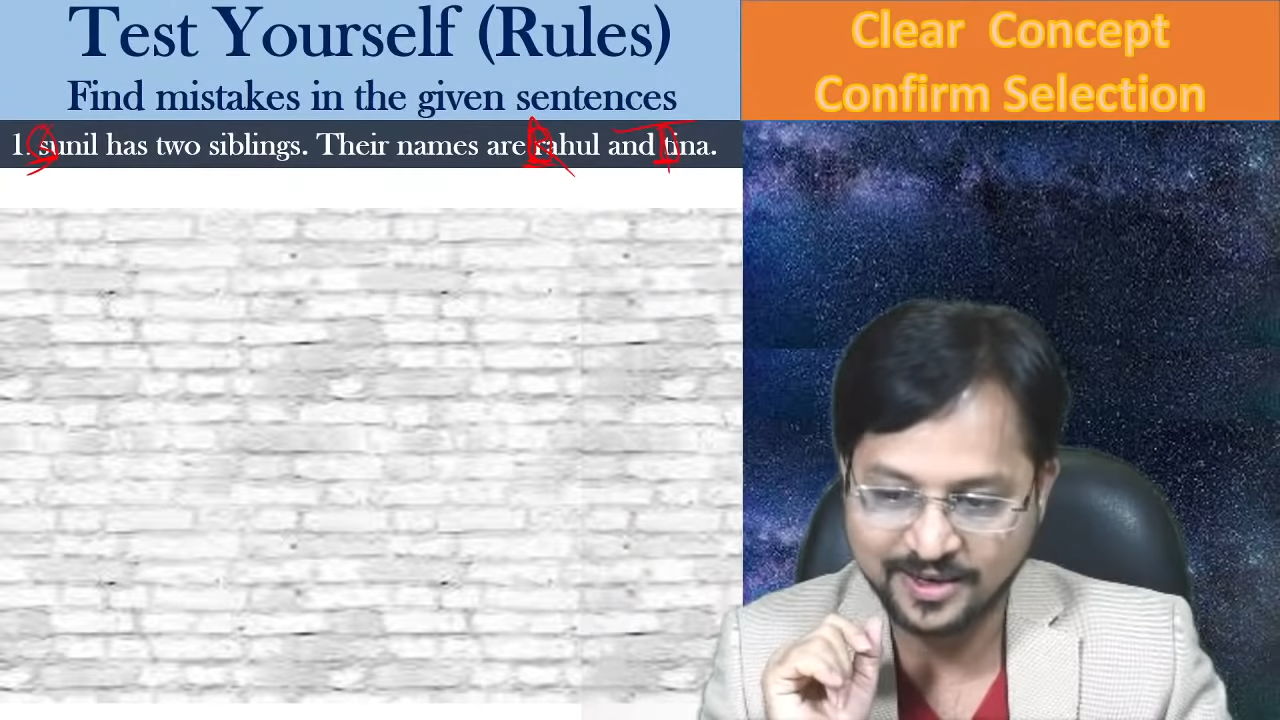 Test Yourself (Rules)
Find mistakes in the given sentences
1. sunil has two siblings. Their names are rahul and tina.
S R T
Clear Concept
Confirm Selection